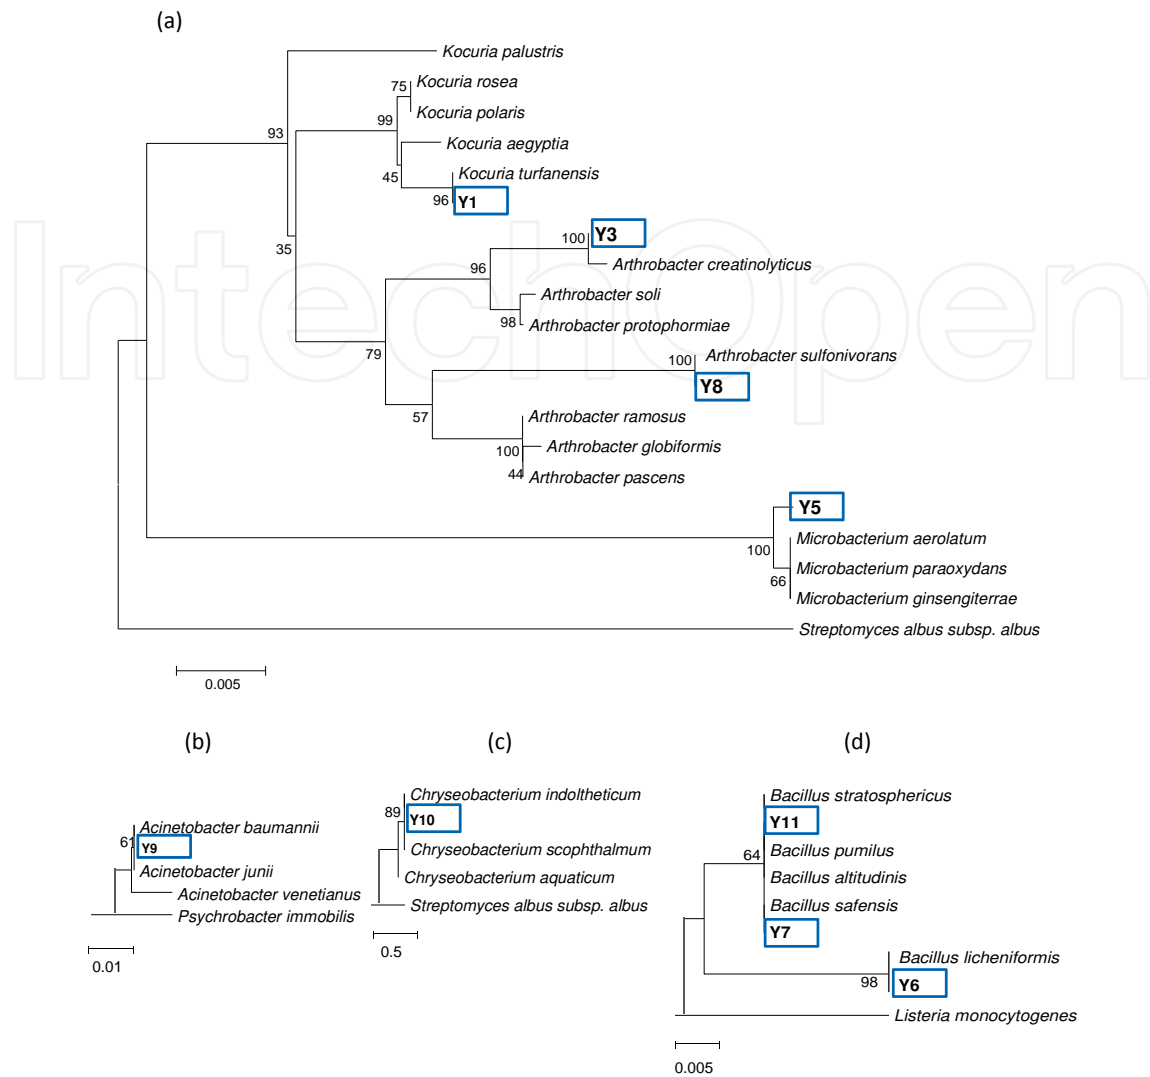 (a)
Kocuria palustris
75
Kocuria rosea
Kocuria polaris
99
93
Kocuria aegyptia
45
Kocuria turfanensis
96
Y1
35
Y3
100
Arthrobacter creatinolyticus
96
Arthrobacter soli
98
Arthrobacter protophormiae
79
Arthrobacter sulfonivorans
100
Y8
57
Arthrobacter ramosus
Arthrobacter globiformis
100
44
Arthrobacter pascens
Y5
Microbacterium aerolatum
100
Microbacterium paraoxydans
66
Microbacterium ginsengiterrae
Streptomyces albus subsp. albus
0.005
IntechOpen
(b)
Acinetobacter baumannii
61
Y9
Acinetobacter junii
Acinetobacter venetianus
Psychrobacter immobilis
0.01
(c)
Chryseobacterium indoltheticum
89
Y10
Chryseobacterium scophthalmum
Chryseobacterium aquaticum
Streptomyces albus subsp. albus
0.5
(d)
Bacillus stratosphericus
Y11
64
Bacillus pumilus
Bacillus altitudinis
Bacillus safensis
Y7
Bacillus licheniformis
98
Y6
Listeria monocytogenes
0.005